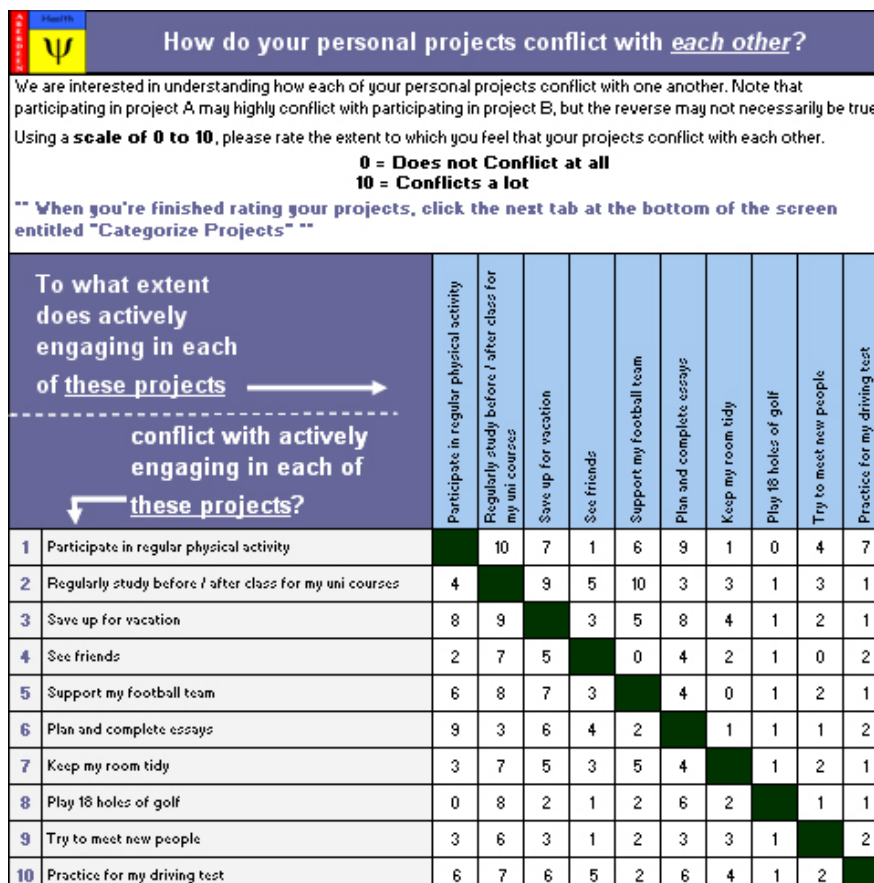 ABERDEEN
Health
Ψ
How do your personal projects conflict with each other?
We are interested in understanding how each of your personal projects conflict with one another. Note that
participating in project A may highly conflict with participating in project B, but the reverse may not necessarily be true
Using a scale of 0 to 10, please rate the extent to which you feel that your projects conflict with each other.
0 = Does not Conflict at all
10 = Conflicts a lot
** When you're finished rating your projects, click the next tab at the bottom of the screen
entitled "Categorize Projects" **
To what extent
does actively
engaging in each
of these projects
conflict with actively
engaging in each of
these projects?
Participate in regular physical activity
Regularly study before / after class for
my uni courses
Save up for vacation
See friends
Support my football team
Plan and complete essays
Keep my room tidy
Play 18 holes of golf
Try to meet new people
Practice for my driving test
1 Participate in regular physical activity 10 7 1 6 9 1 0 4 7
2 Regularly study before / after class for my uni courses 4 9 5 10 3 3 1 3 1
3 Save up for vacation 8 9 3 5 8 4 1 2 1
4 See friends 2 7 5 0 4 2 1 0 2
5 Support my football team 6 8 7 3 4 0 1 2 1
6 Plan and complete essays 9 3 6 4 2 1 1 1 2
7 Keep my room tidy 3 7 5 3 5 4 1 2 1
8 Play 18 holes of golf 0 8 2 1 2 6 2 1 1
9 Try to meet new people 3 6 3 1 2 3 3 1 2
10 Practice for my driving test 6 7 6 5 2 6 4 1 2